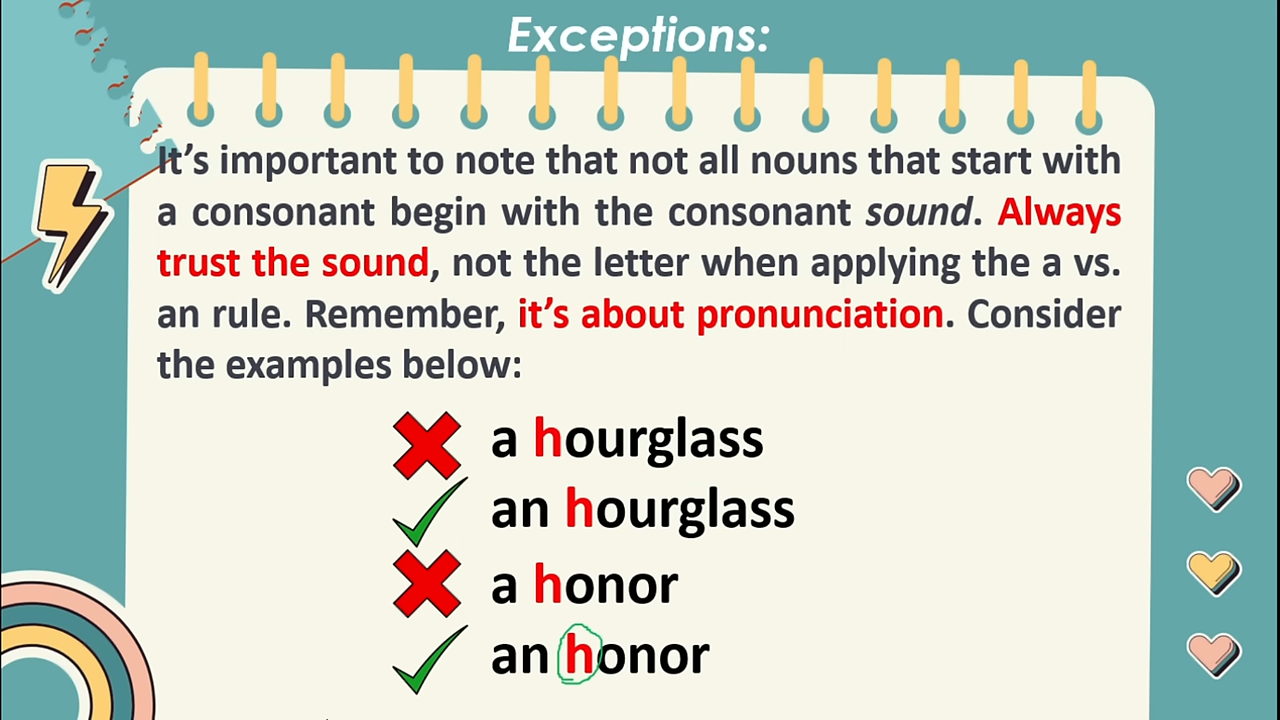 Exceptions:
It’s important to note that not all nouns that start with
a consonant begin with the consonant sound. Always
trust the sound, not the letter when applying the a vs.
an rule. Remember, it’s about pronunciation. Consider
the examples below:
a hourglass
an hourglass
a honor
an honor